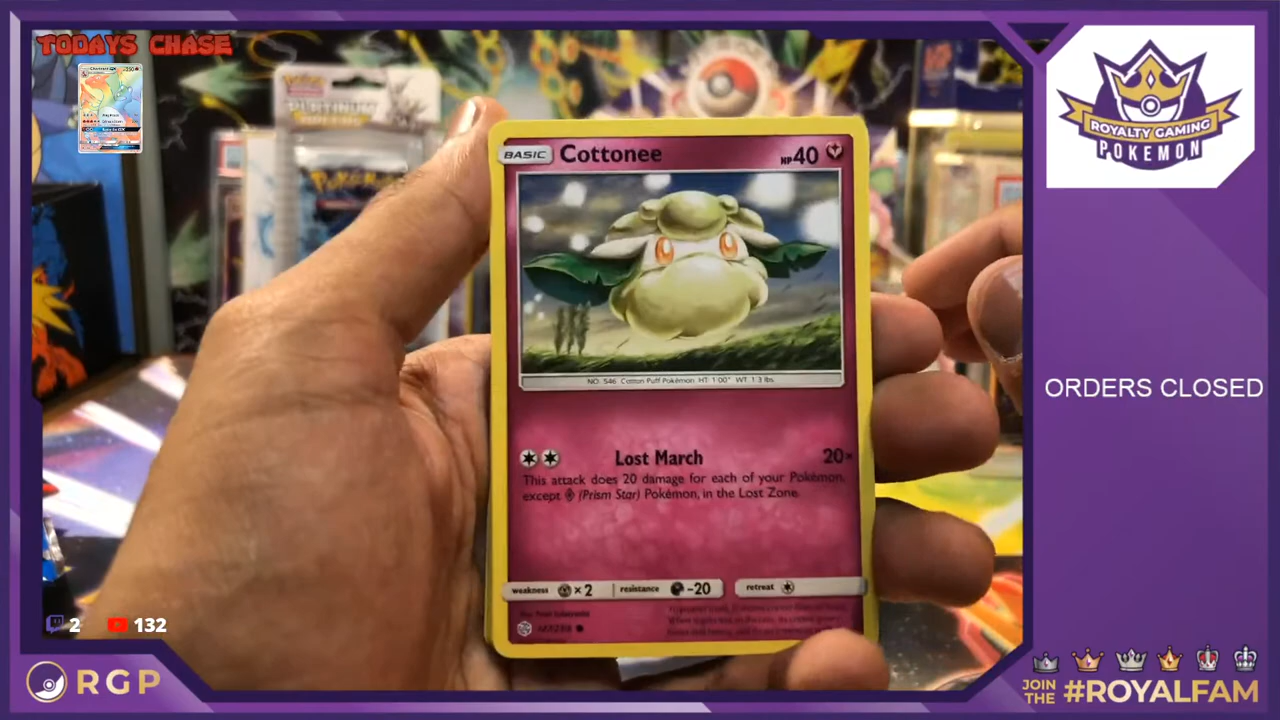 TODAYS CHASE
PLATINUM
BASIC Cottonee HP40
NO. 546 Cotton Puff Pokémon HT: 1'00" WT: 1.3 lbs.
Lost March 20×
This attack does 20 damage for each of your Pokémon,
except (Prism Star) Pokémon, in the Lost Zone.
weakness ×2 resistance -20 retreat
2 132
RGP
ROYALTY GAMING
POKEMON
ORDERS CLOSED
JOIN
THE #ROYALFAM